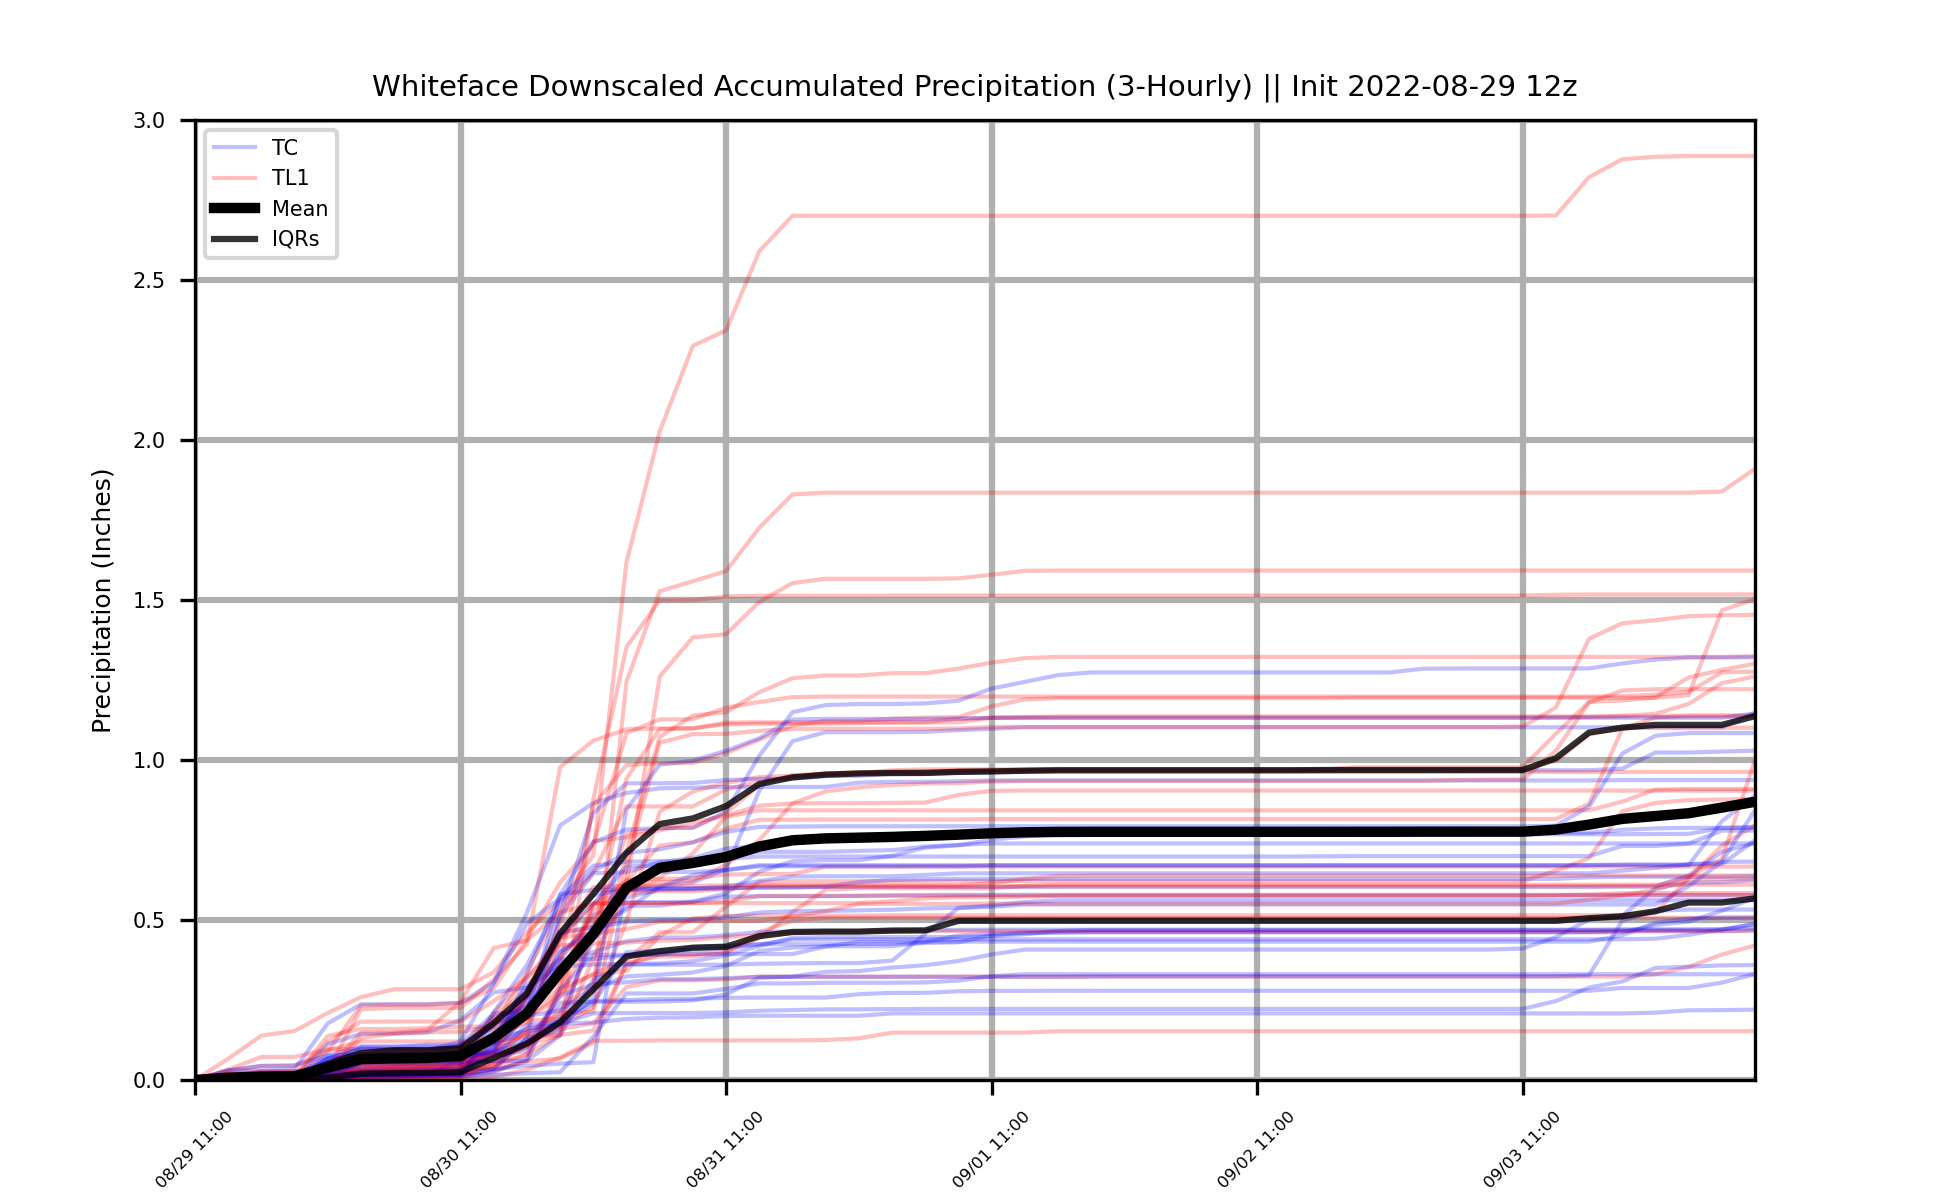 Whiteface Downscaled Accumulated Precipitation (3-Hourly) || Init 2022-08-29 12z
TC
TL1
Mean
IQRs
Precipitation (Inches)
3.0
2.5
2.0
1.5
1.0
0.5
0.0
08/29 11:00
08/30 11:00
08/31 11:00
09/01 11:00
09/02 11:00
09/03 11:00